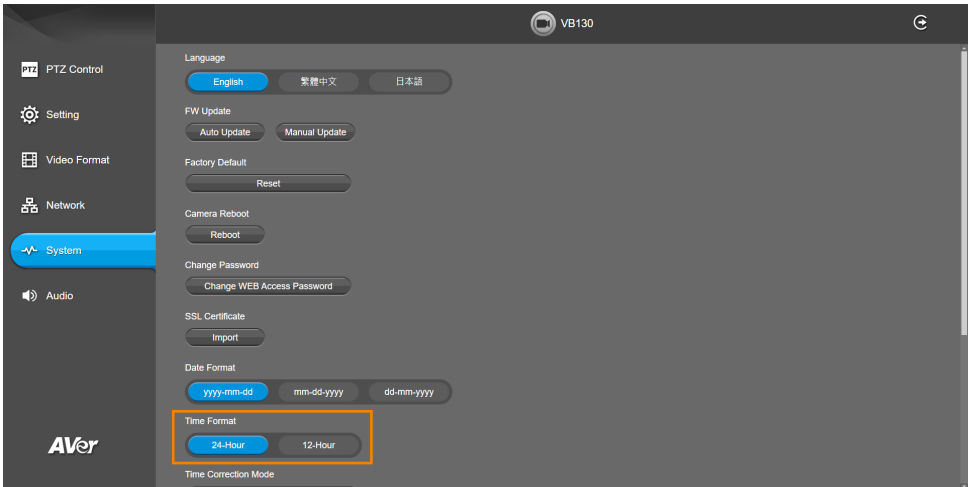 VB130
PTZ PTZ Control
Setting
Video Format
Network
System
Audio
AVer
Language
English 繁體中文 日本語
FW Update
Auto Update Manual Update
Factory Default
Reset
Camera Reboot
Reboot
Change Password
Change WEB Access Password
SSL Certificate
Import
Date Format
yyyy-mm-dd mm-dd-yyyy dd-mm-yyyy
Time Format
24-Hour 12-Hour
Time Correction Mode